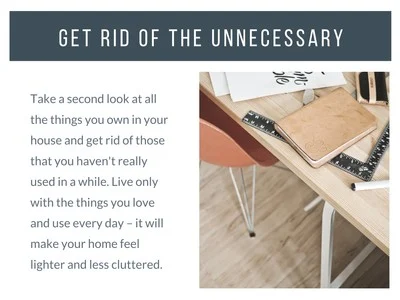 GET RID OF THE UNNECESSARY
Take a second look at all
the things you own in your
house and get rid of those
that you haven't really
used in a while. Live only
with the things you love
and use every day – it will
make your home feel
lighter and less cluttered.